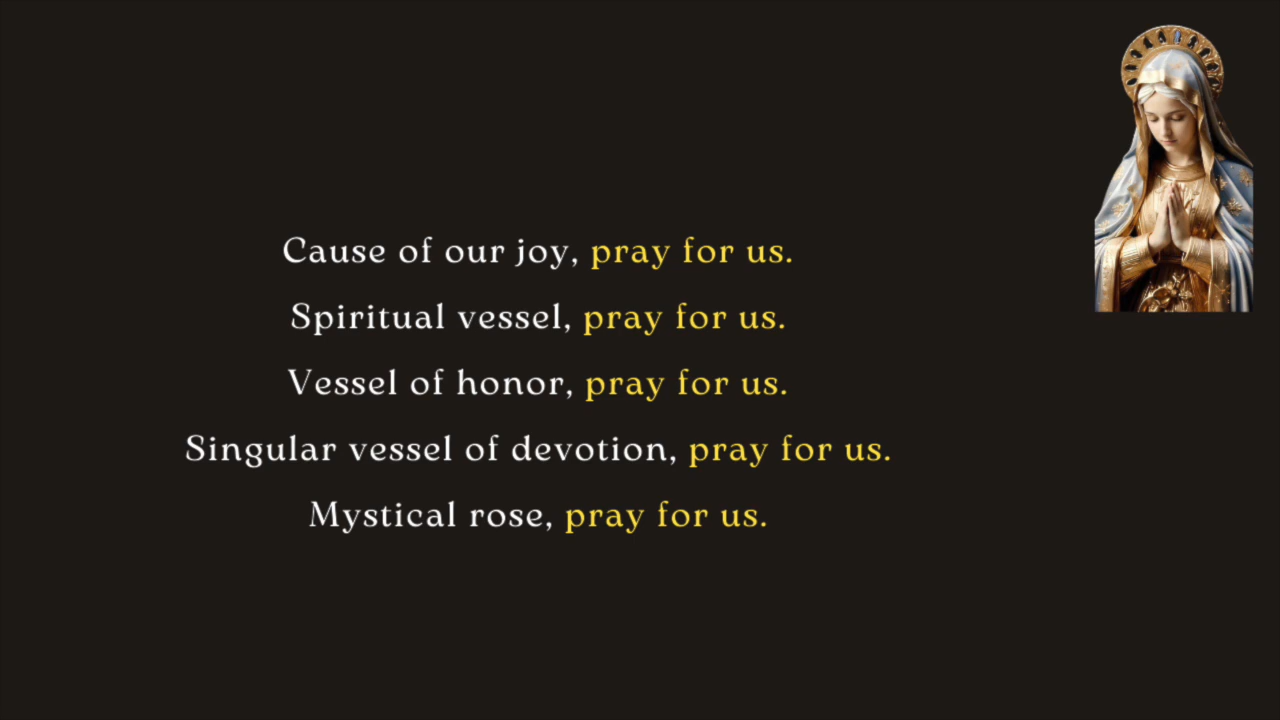 Cause of our joy, pray for us.
Spiritual vessel, pray for us.
Vessel of honor, pray for us.
Singular vessel of devotion, pray for us.
Mystical rose, pray for us.